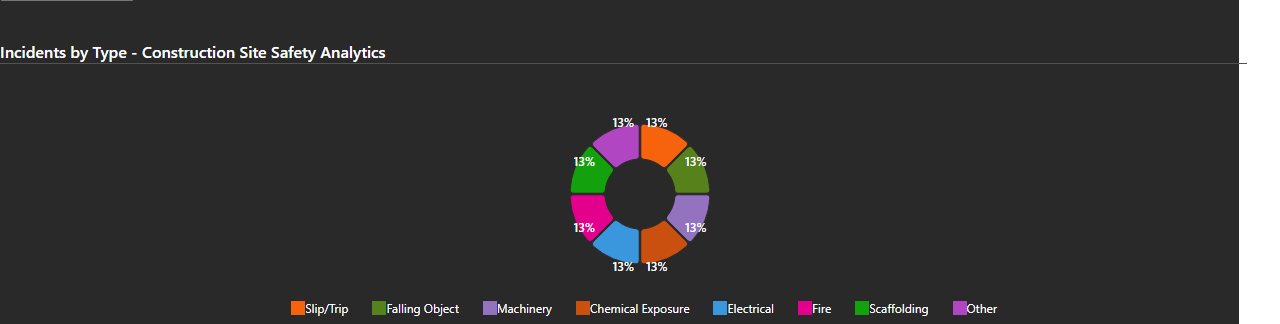 Incidents by Type - Construction Site Safety Analytics
13% 13%
13% 13%
13% 13%
13% 13%
Slip/Trip Falling Object Machinery Chemical Exposure Electrical Fire Scaffolding Other